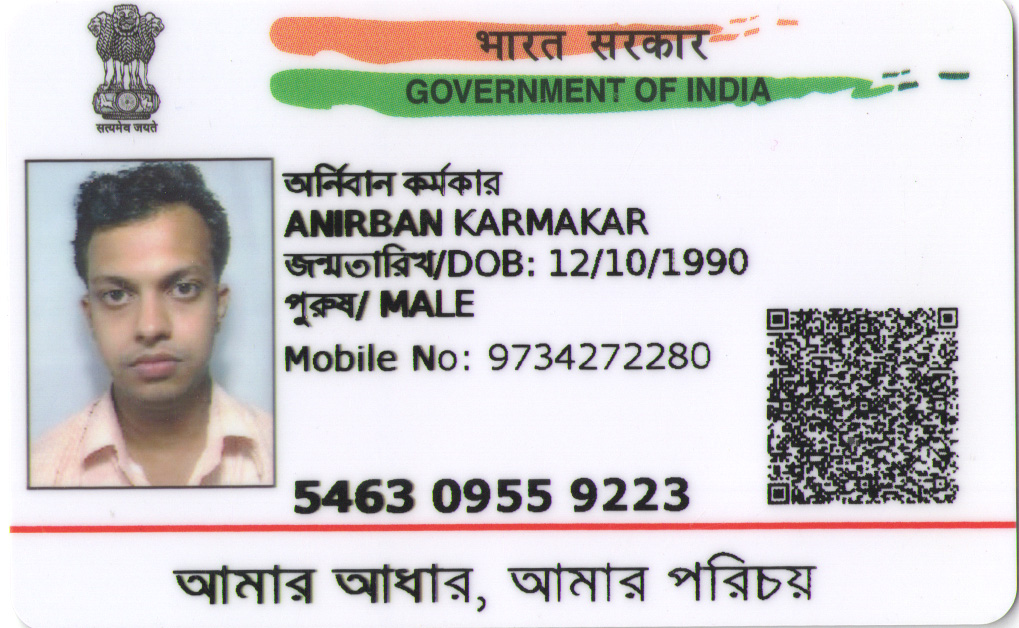 सत्यमेव जयते
भारत सरकार
GOVERNMENT OF INDIA
অর্নিবান কর্মকার
ANIRBAN KARMAKAR
জন্মতারিখ/DOB: 12/10/1990
পুরুষ/ MALE
Mobile No: 9734272280
5463 0955 9223
আমার আধার, আমার পরিচয়